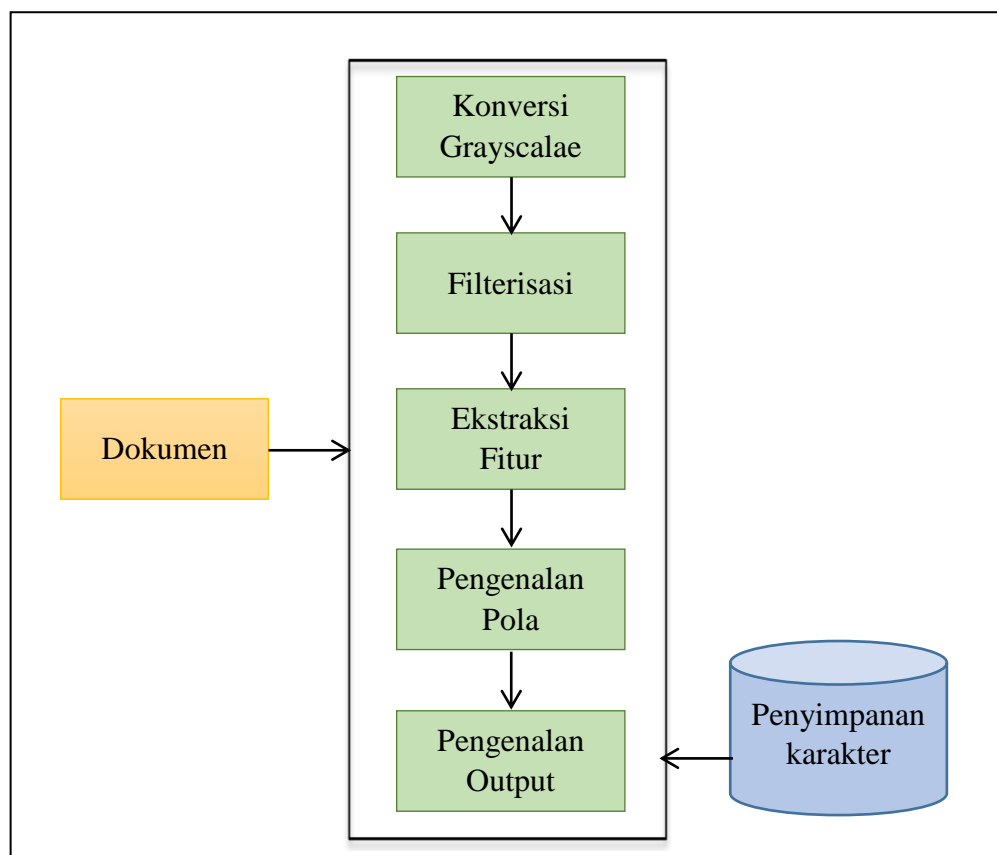 Konversi
Grayscalae
Filterisasi
Dokumen
Ekstraksi
Fitur
Pengenalan
Pola
Pengenalan
Output
Penyimpanan
karakter